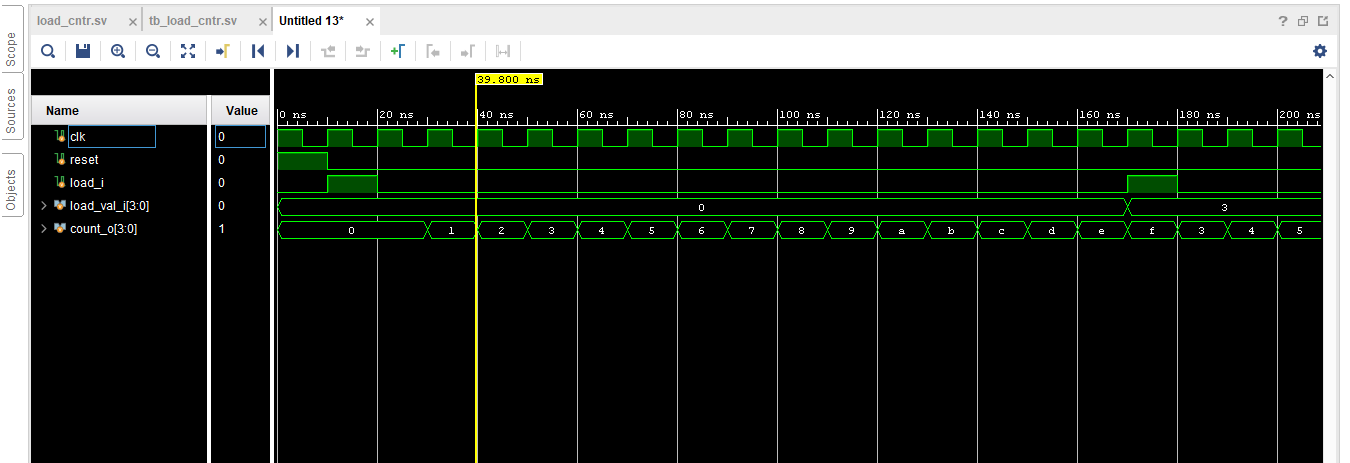 load_cntr.sv × tb_load_cntr.sv × Untitled 13* ×
Scope
Sources
Objects
39.800 ns
Name Value
0 ns 20 ns 40 ns 60 ns 80 ns 100 ns 120 ns 140 ns 160 ns 180 ns 200 ns
clk 0
reset 0
load_i 0
load_val_i[3:0] 0 0 3
count_o[3:0] 1 0 1 2 3 4 5 6 7 8 9 a b c d e f 3 4 5